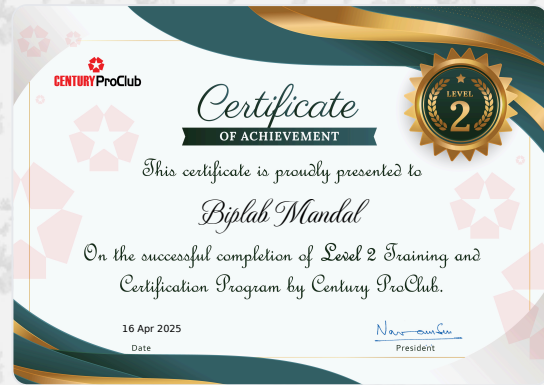 CENTURY ProClub
LEVEL
2
Certificate
OF ACHIEVEMENT
This certificate is proudly presented to
Biplab Mandal
On the successful completion of Level 2 Training and
Certification Program by Century ProClub.
16 Apr 2025
Date
President